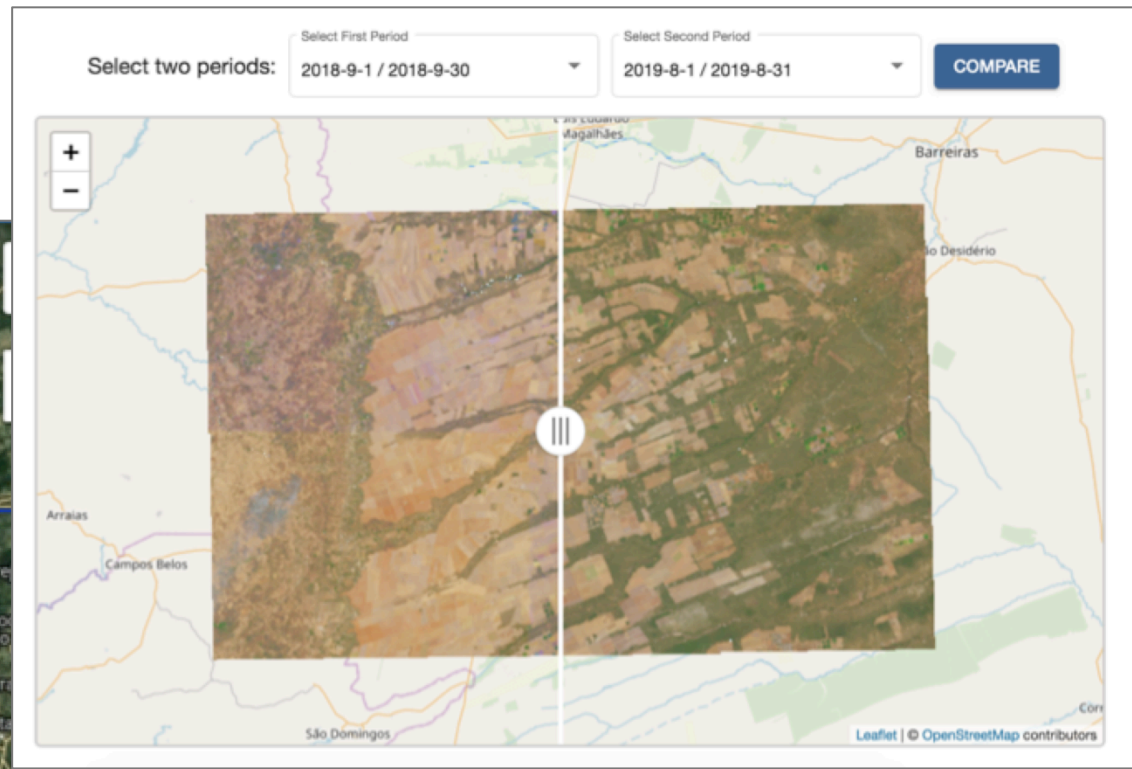 Select First Period
Select Second Period
Select two periods:
2018-9-1 / 2018-9-30
2019-8-1 / 2019-8-31
COMPARE
Magalhães
+
Barreiras
−
Desidério
Arraias
Campos Belos
São Domingos
Leaflet | © OpenStreetMap contributors